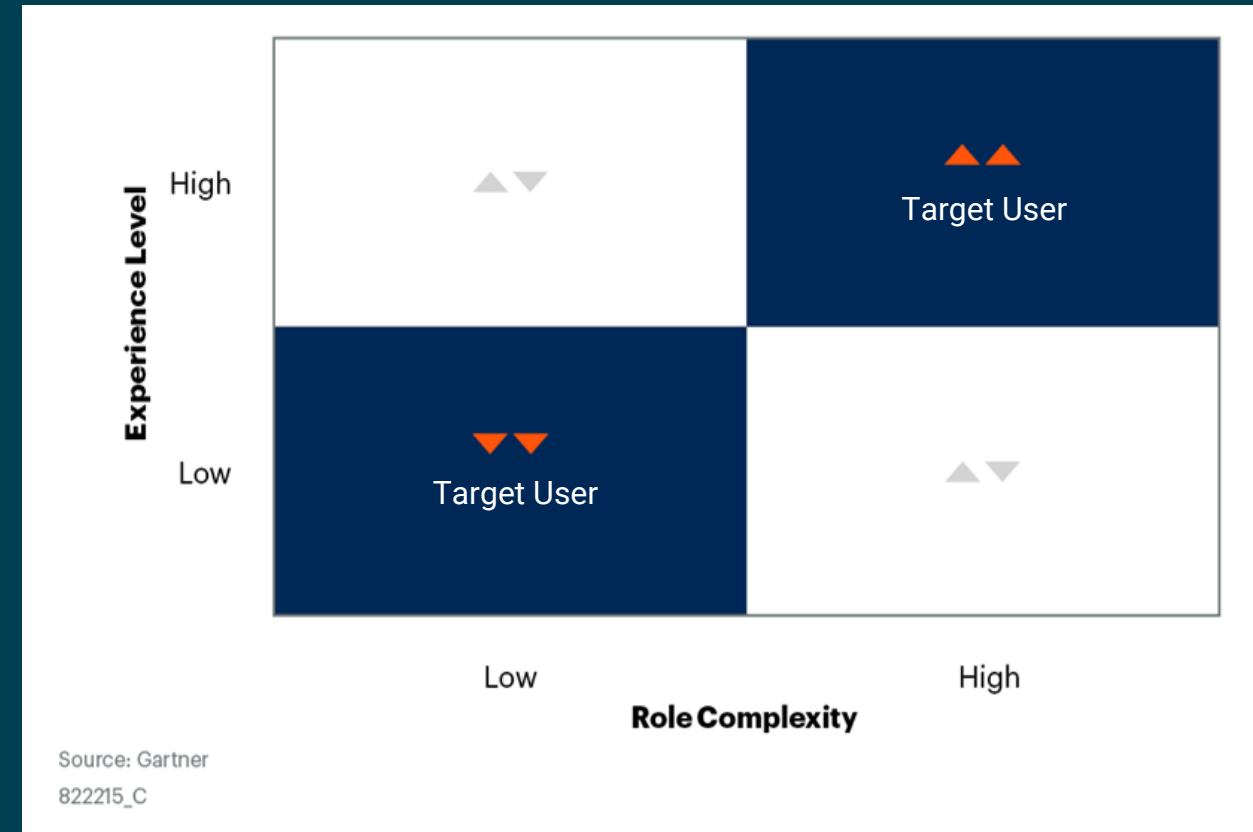 Experience Level
High
Target User
Low
Target User
Low
High
Role Complexity
Source: Gartner
822215_C